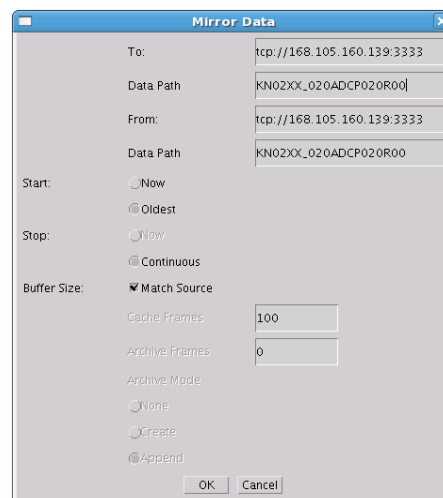 Mirror Data
To: tcp://168.105.160.139:3333
Data Path KN02XX_020ADCP020R00
From: tcp://168.105.160.139:3333
Data Path KN02XX_020ADCP020R00
Start: Now
Oldest
Stop: Now
Continuous
Buffer Size: Match Source
Cache Frames 100
Archive Frames 0
Archive Mode
None
Create
Append
OK Cancel